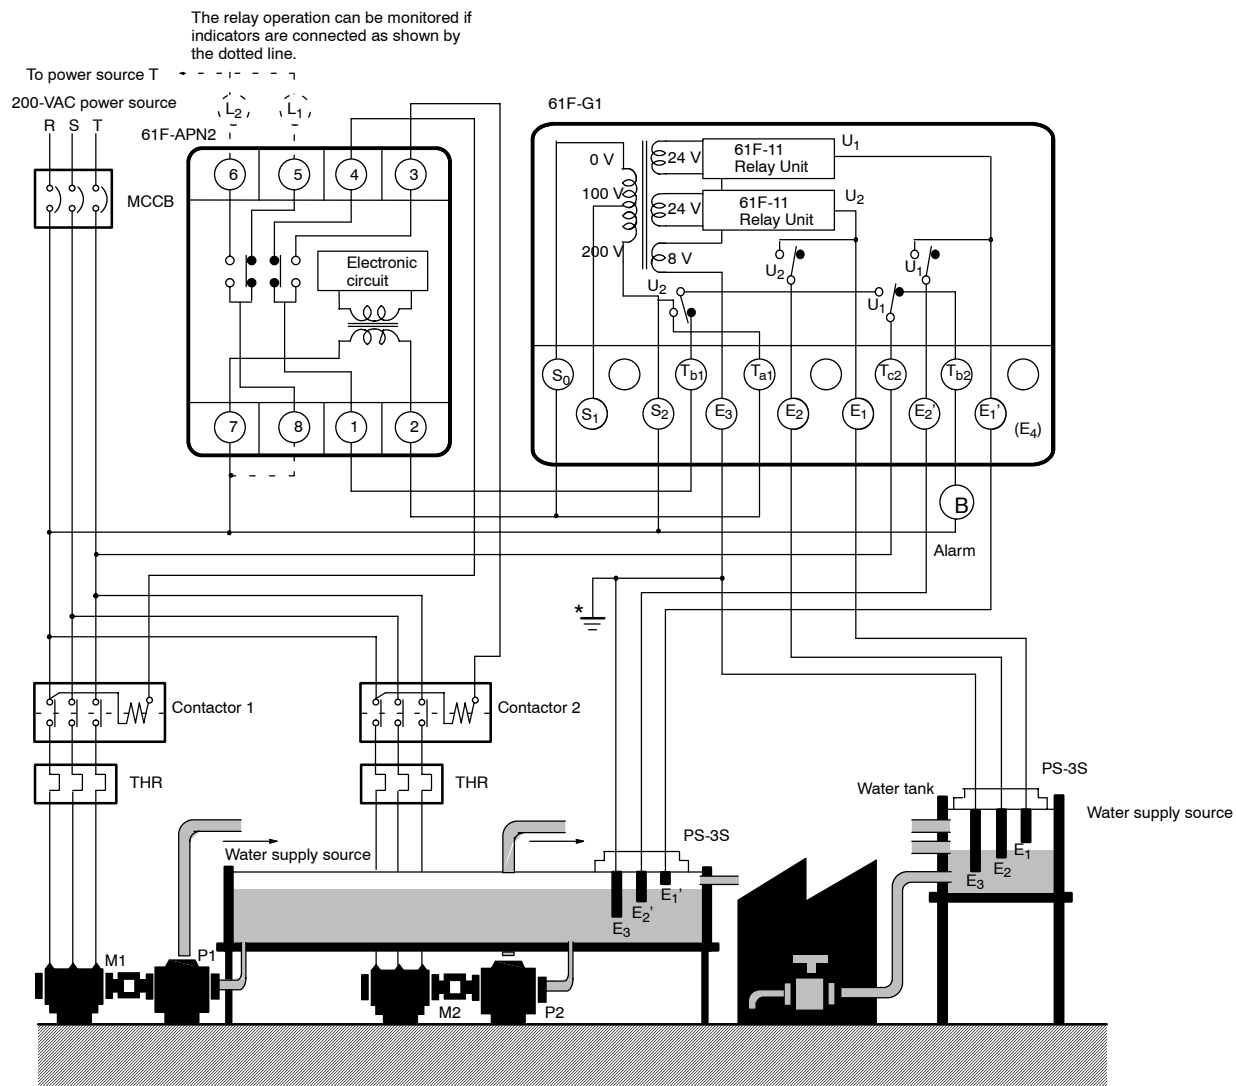 The relay operation can be monitored if
indicators are connected as shown by
the dotted line.
To power source T
200-VAC power source
R S T
L2 L1
61F-APN2
61F-G1
MCCB
6 5 4 3
Electronic
circuit
7 8 1 2
0 V
100 V
200 V
24 V
61F-11
Relay Unit
U1
24 V
61F-11
Relay Unit
U2
8 V
U2
U2
U1
U1
S0 Tb1 Ta1 Tc2 Tb2
S1 S2 E3 E2 E1 E2' E1'
(E4)
B
Alarm
*
Contactor 1
Contactor 2
THR
THR
PS-3S
Water tank
Water supply source
E1
E2
E3
PS-3S
Water supply source
E1'
E2'
E3
M1
P1
M2
P2